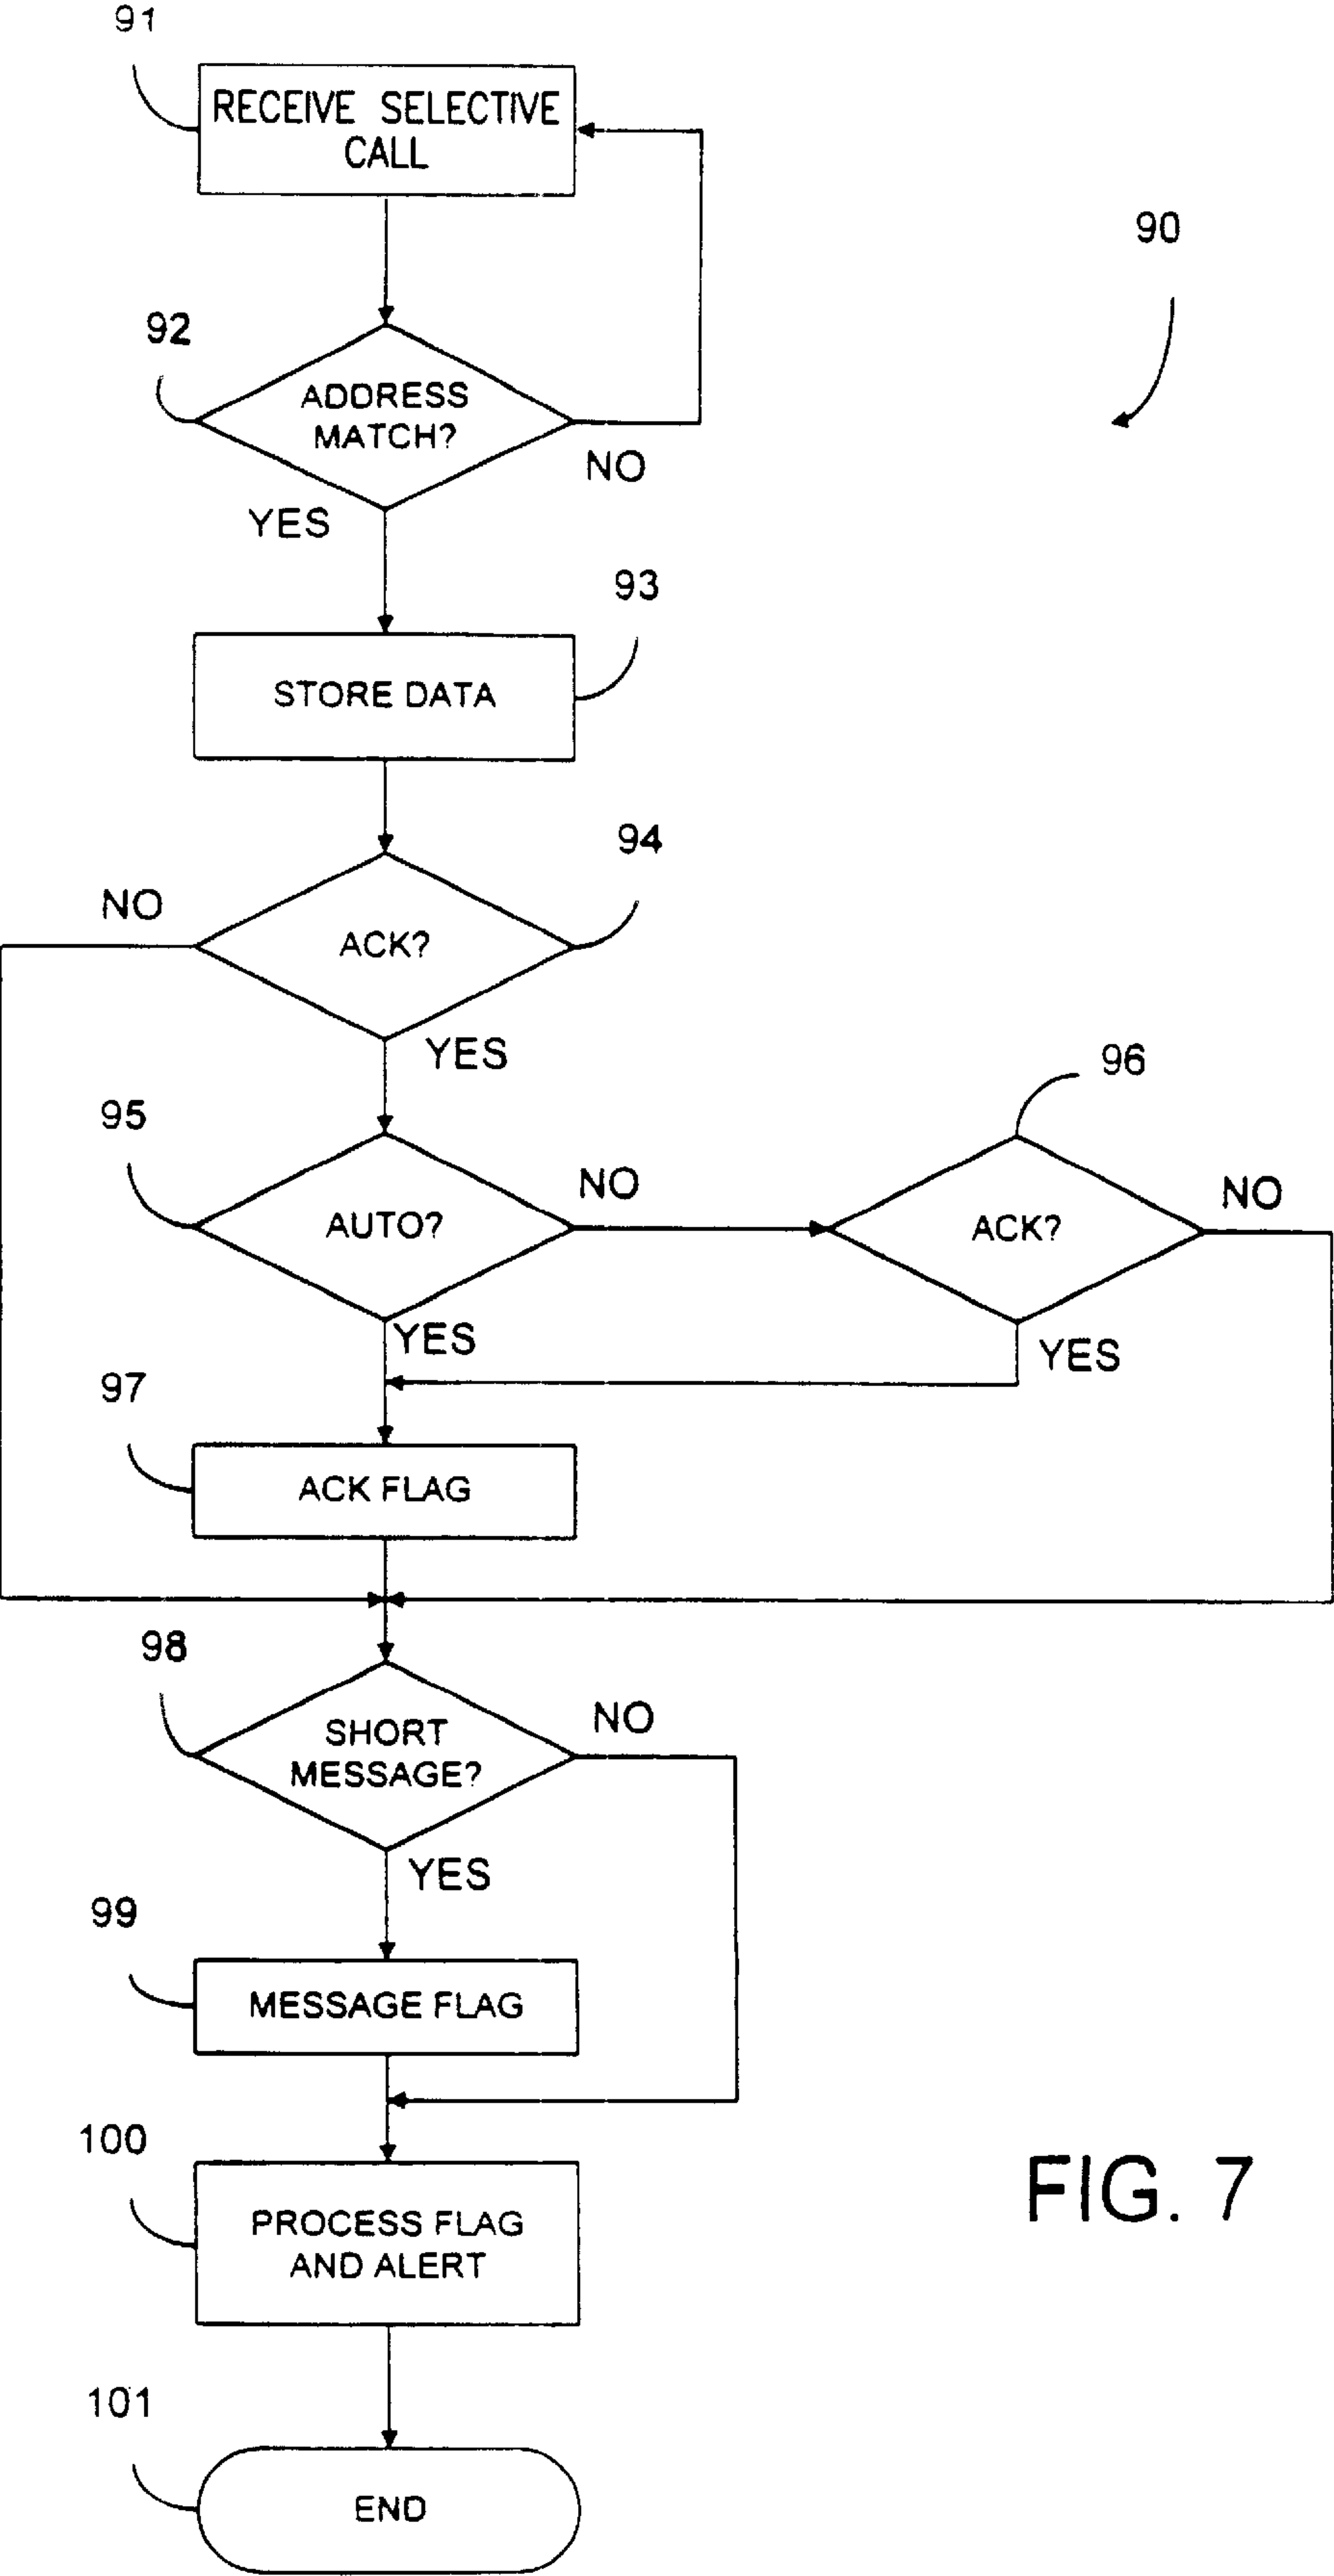 91
RECEIVE SELECTIVE
CALL
90
92
ADDRESS
MATCH?
NO
YES
93
STORE DATA
94
NO
ACK?
YES
96
95
NO
NO
AUTO?
ACK?
YES
YES
97
ACK FLAG
98
NO
SHORT
MESSAGE?
YES
99
MESSAGE FLAG
100
PROCESS FLAG
AND ALERT
FIG. 7
101
END